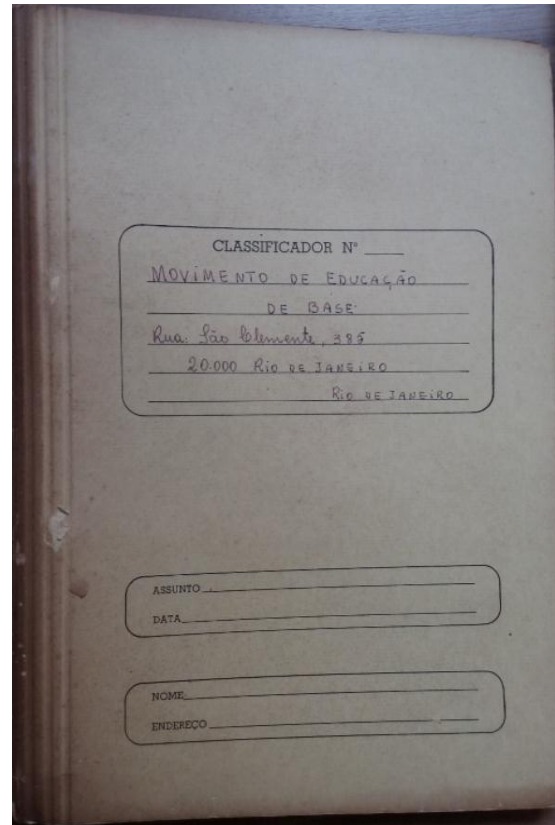 CLASSIFICADOR Nº
MOVIMENTO DE EDUCAÇÃO
DE BASE
Rua: São Clemente, 385
20.000 RIO DE JANEIRO
RIO DE JANEIRO
ASSUNTO
DATA
NOME
ENDEREÇO